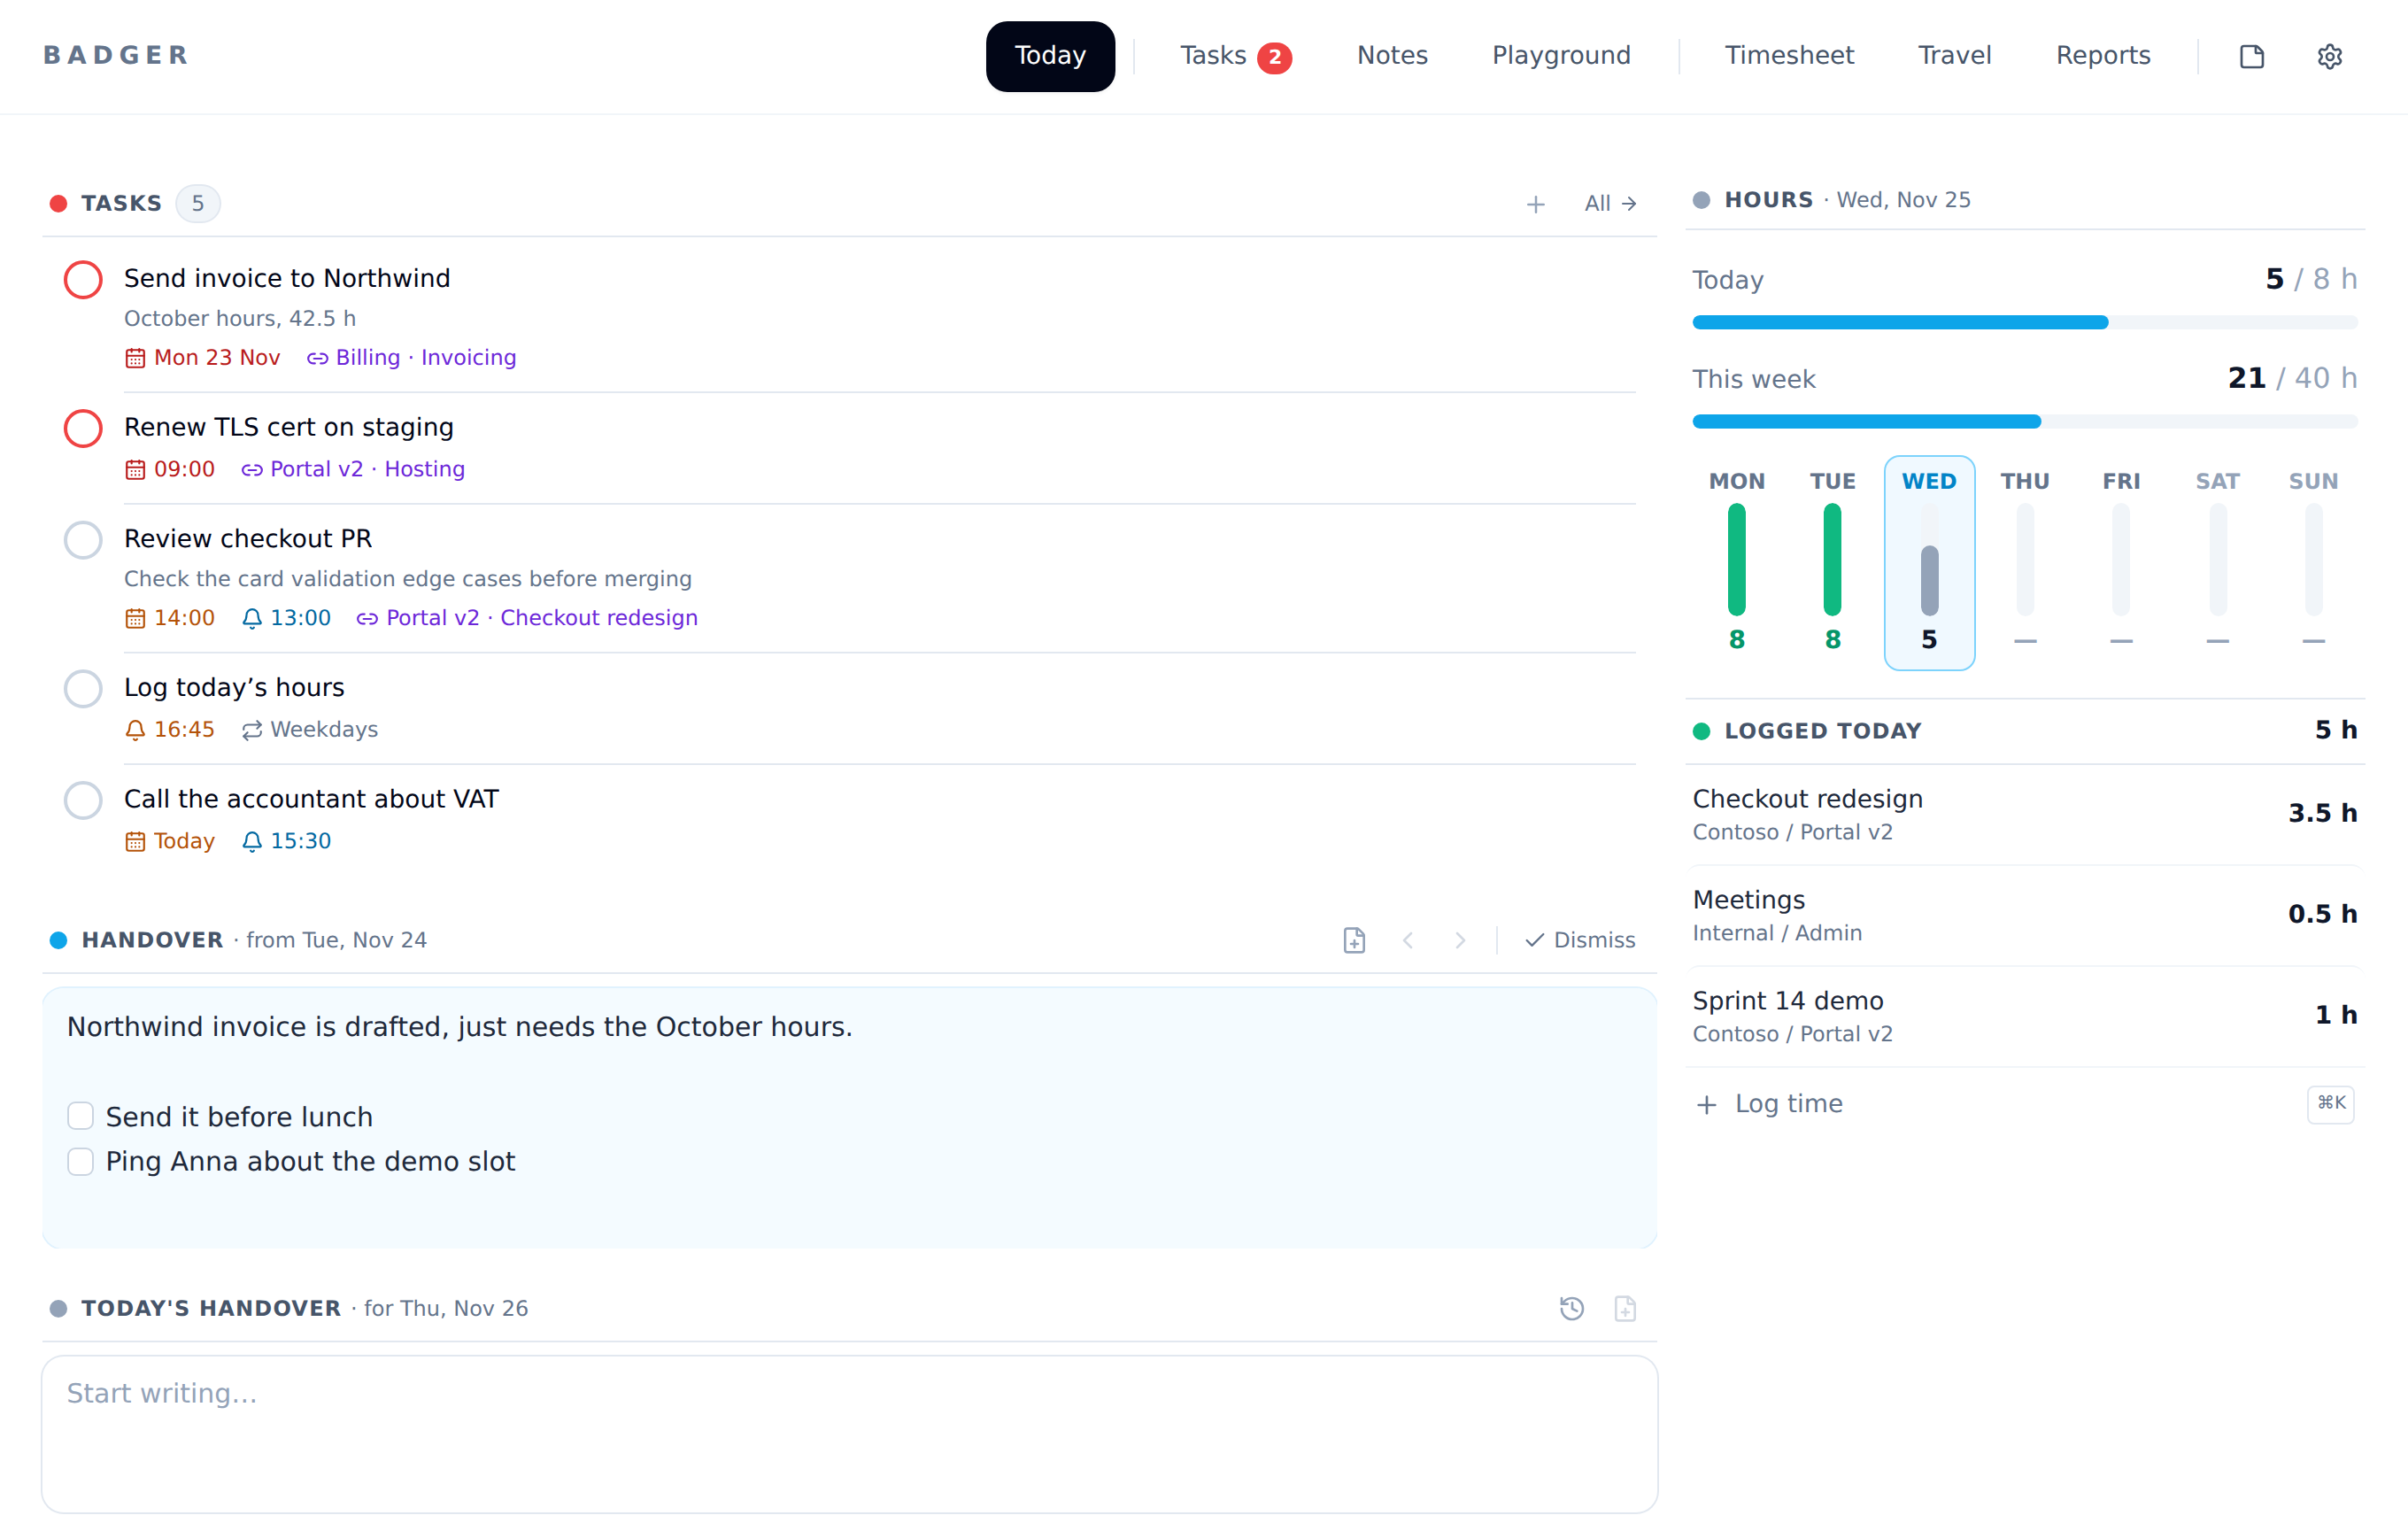 BADGER
Today
Tasks 2
Notes
Playground
Timesheet
Travel
Reports
TASKS 5
All →
Send invoice to Northwind
October hours, 42.5 h
Mon 23 Nov Billing · Invoicing
Renew TLS cert on staging
09:00 Portal v2 · Hosting
Review checkout PR
Check the card validation edge cases before merging
14:00 13:00 Portal v2 · Checkout redesign
Log today’s hours
16:45 Weekdays
Call the accountant about VAT
Today 15:30
HANDOVER · from Tue, Nov 24
Dismiss
Northwind invoice is drafted, just needs the October hours.
Send it before lunch
Ping Anna about the demo slot
TODAY'S HANDOVER · for Thu, Nov 26
Start writing…
HOURS · Wed, Nov 25
Today 5 / 8 h
This week 21 / 40 h
MON TUE WED THU FRI SAT SUN
8 8 5 — — — —
LOGGED TODAY 5 h
Checkout redesign 3.5 h
Contoso / Portal v2
Meetings 0.5 h
Internal / Admin
Sprint 14 demo 1 h
Contoso / Portal v2
+ Log time ⌘K